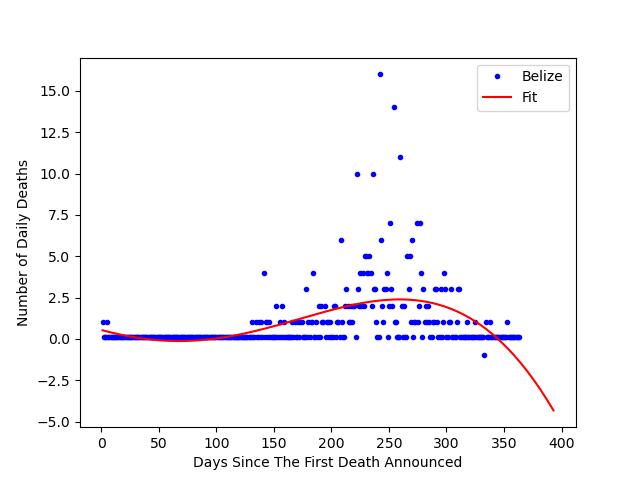 Belize
Fit
Number of Daily Deaths
15.0
12.5
10.0
7.5
5.0
2.5
0.0
−2.5
−5.0
0 50 100 150 200 250 300 350 400
Days Since The First Death Announced